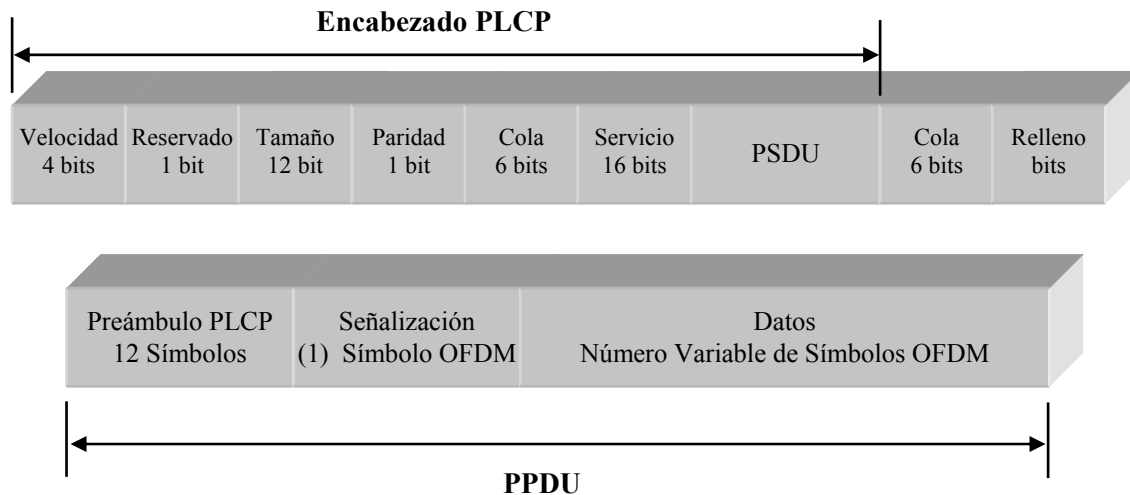 Encabezado PLCP
Velocidad
4 bits
Reservado
1 bit
Tamaño
12 bit
Paridad
1 bit
Cola
6 bits
Servicio
16 bits
PSDU
Cola
6 bits
Relleno
bits
Preámbulo PLCP
12 Símbolos
Señalización
(1) Símbolo OFDM
Datos
Número Variable de Símbolos OFDM
PPDU